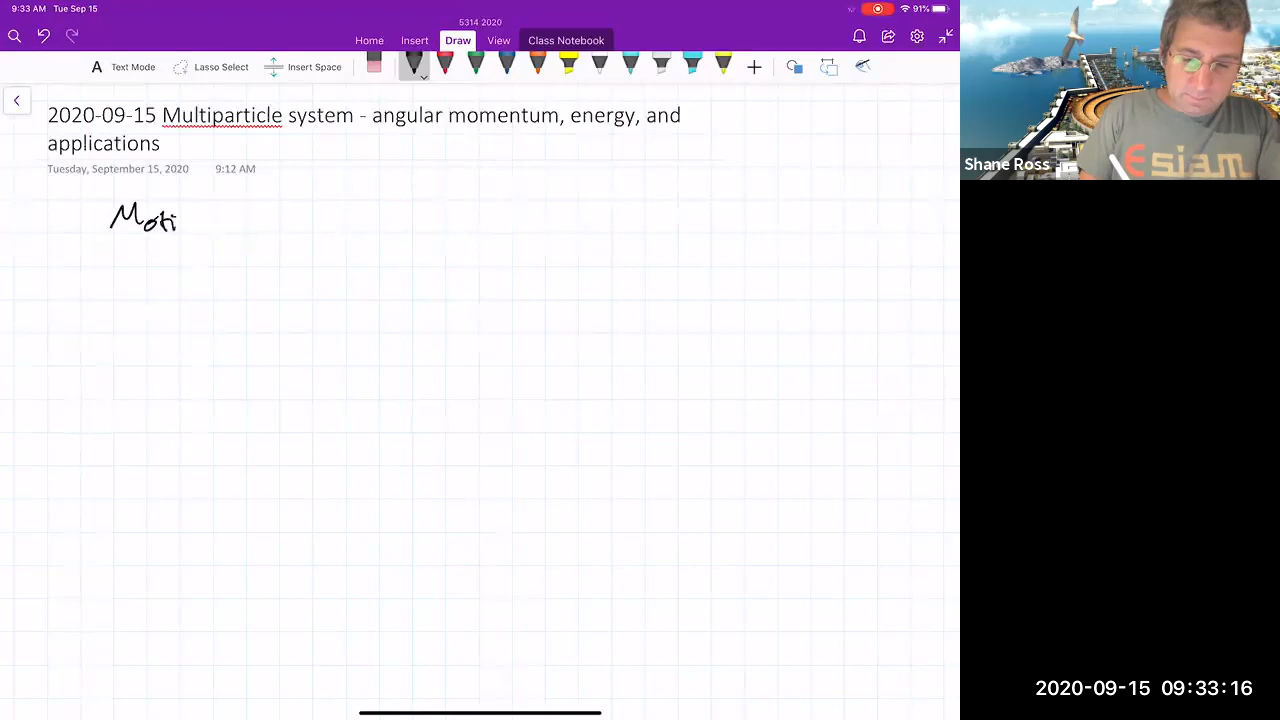 9:33 AM Tue Sep 15
91%
5314 2020
Home Insert Draw View Class Notebook
A Text Mode Lasso Select Insert Space
2020-09-15 Multiparticle system - angular momentum, energy, and
applications
Tuesday, September 15, 2020 9:12 AM
Moti
Shane Ross
siam
2020-09-15 09:33:16